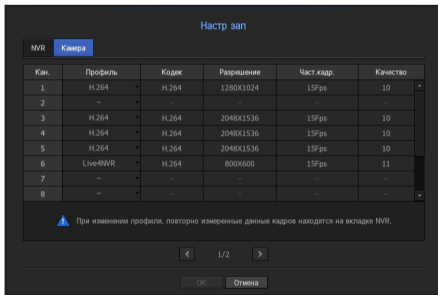 Настр зап
NVR Камера
Кан. Профиль Кодек Разрешение Част.кадр. Качество
1 H.264 H.264 1280X1024 15Fps 10
2 ~ – – – –
3 H.264 H.264 2048X1536 15Fps 10
4 H.264 H.264 2048X1536 15Fps 10
5 H.264 H.264 2048X1536 15Fps 10
6 Live4NVR H.264 800X600 15Fps 11
7 ~ – – – –
8 ~ – – – –
При изменении профиля, повторно измеренные данные кадров находятся на вкладке NVR.
< 1/2 >
OK Отмена